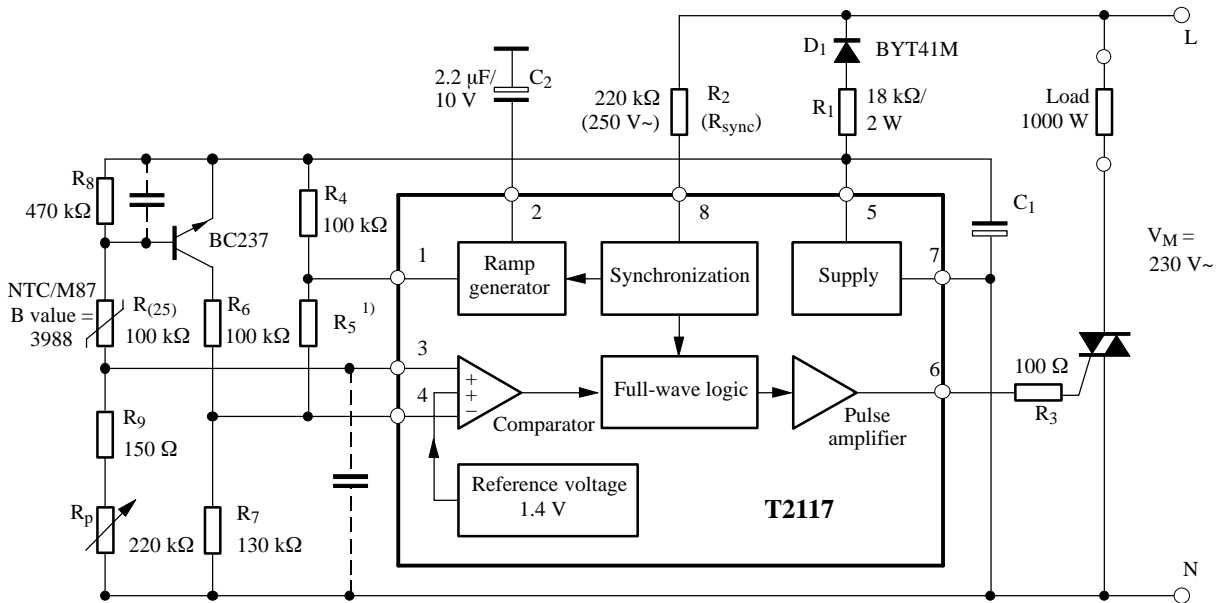 L
D1
BYT41M
2.2 μF/
10 V
C2
220 kΩ
(250 V~)
R2
(Rsync)
R1
18 kΩ/
2 W
Load
1000 W
R8
470 kΩ
BC237
R4
100 kΩ
2
8
5
C1
VM =
230 V~
1
Ramp
generator
Synchronization
Supply
7
NTC/M87
B value =
3988
R(25)
100 kΩ
R6
100 kΩ
R5 1)
3
4
+
+
−
Comparator
Full-wave logic
Pulse
amplifier
6
100 Ω
R3
R9
150 Ω
Reference voltage
1.4 V
T2117
Rp
220 kΩ
R7
130 kΩ
N